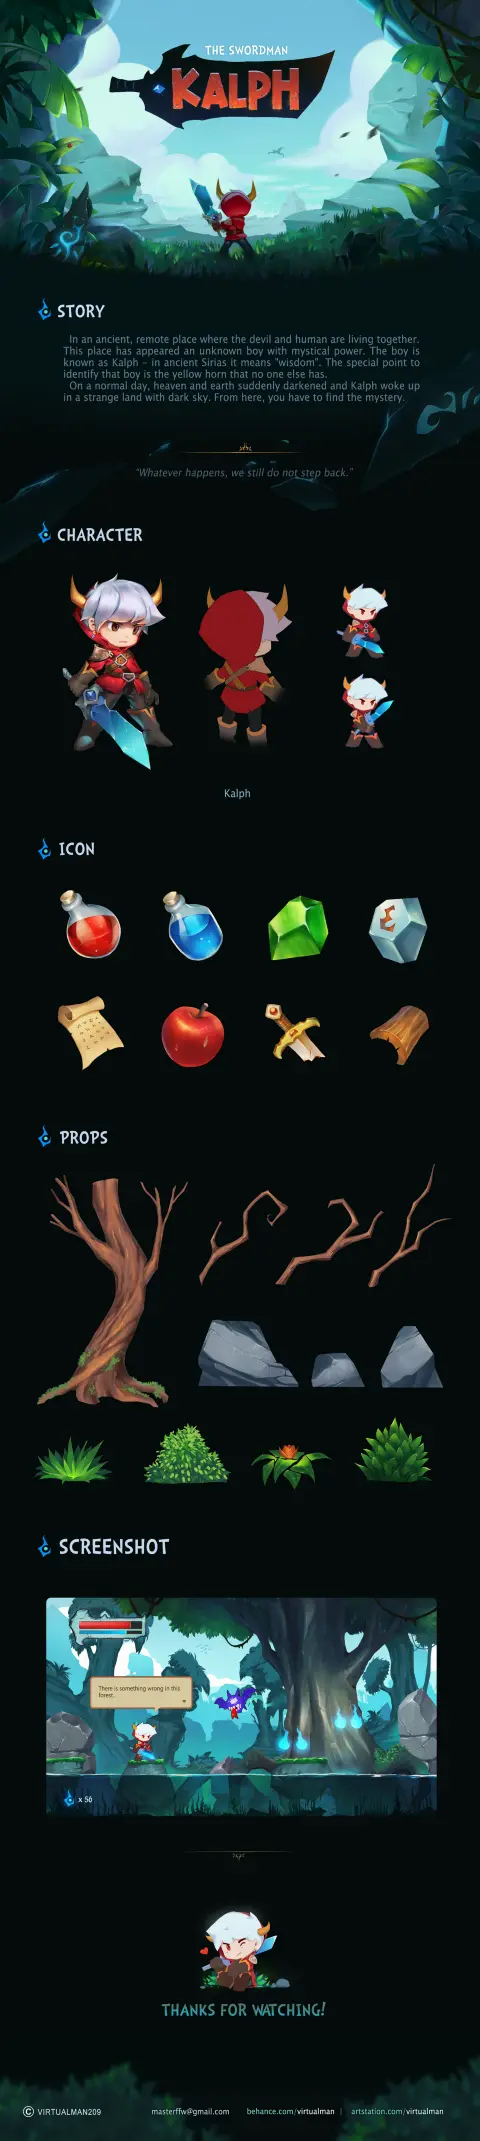 THE SWORDMAN
KALPH
STORY
In an ancient, remote place where the devil and human are living together.
This place has appeared an unknown boy with mystical power. The boy is
known as Kalph - in ancient Sirias it means "wisdom". The special point to
identify that boy is the yellow horn that no one else has.
On a normal day, heaven and earth suddenly darkened and Kalph woke up
in a strange land with dark sky. From here, you have to find the mystery.
"Whatever happens, we still do not step back."
CHARACTER
Kalph
ICON
PROPS
SCREENSHOT
There is something wrong in this
forest.
x 56
THANKS FOR WATCHING!
© VIRTUALMAN209
masterffw@gmail.com
behance.com/virtualman | artstation.com/virtualman